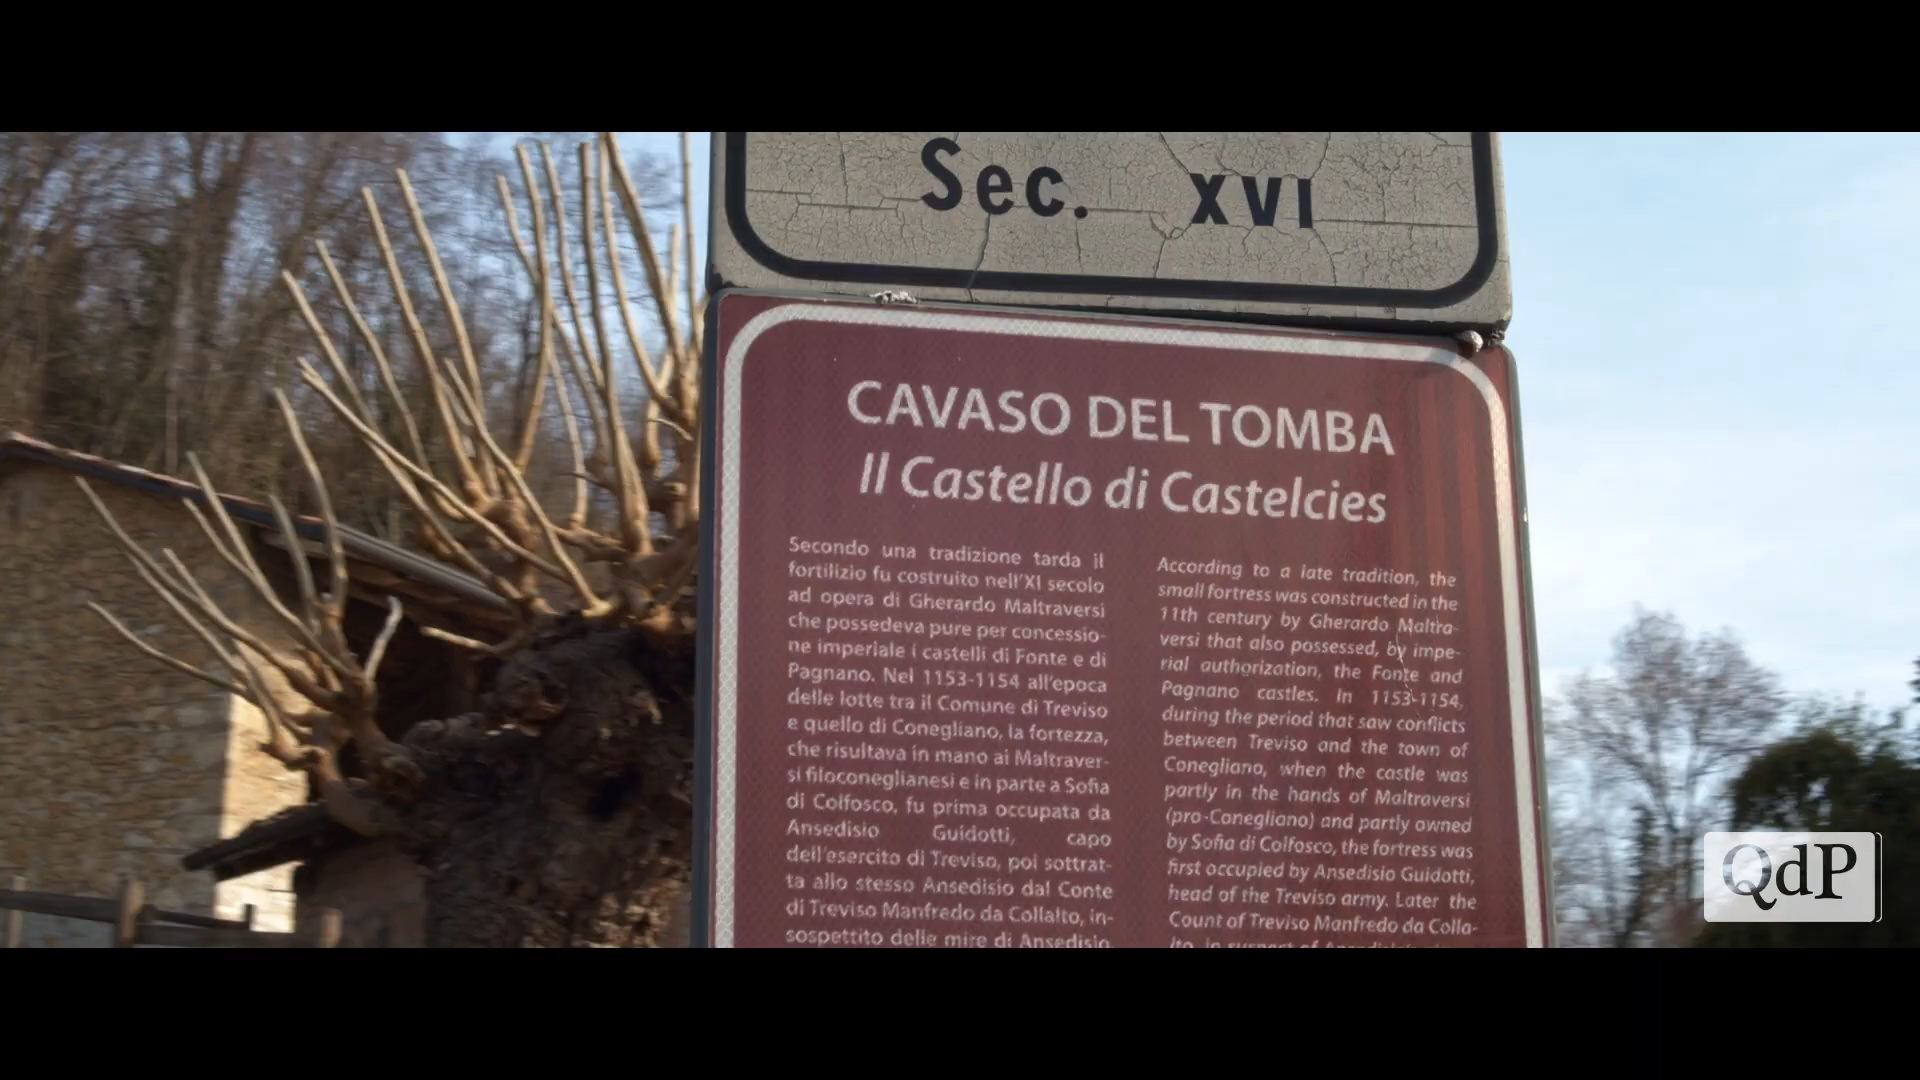 Sec. XVI
CAVASO DEL TOMBA
Il Castello di Castelcies
Secondo una tradizione tarda il
fortilizio fu costruito nell'XI secolo
ad opera di Gherardo Maltraversi
che possedeva pure per concessio-
ne imperiale i castelli di Fonte e di
Pagnano. Nel 1153-1154 all'epoca
delle lotte tra il Comune di Treviso
e quello di Conegliano, la fortezza,
che risultava in mano ai Maltraver-
si filoconeglianesi e in parte a Sofia
di Colfosco, fu prima occupata da
Ansedisio Guidotti, capo
dell'esercito di Treviso, poi sottrat-
ta allo stesso Ansedisio dal Conte
di Treviso Manfredo da Collalto, in-
sospettito delle mire di Ansedisio
According to a late tradition, the
small fortress was constructed in the
11th century by Gherardo Maltra-
versi that also possessed, by impe-
rial authorization, the Fonte and
Pagnano castles. In 1153-1154,
during the period that saw conflicts
between Treviso and the town of
Conegliano, when the castle was
partly in the hands of Maltraversi
(pro-Conegliano) and partly owned
by Sofia di Colfosco, the fortress was
first occupied by Ansedisio Guidotti,
head of the Treviso army. Later the
Count of Treviso Manfredo da Colla-
lto, in suspect of
QdP